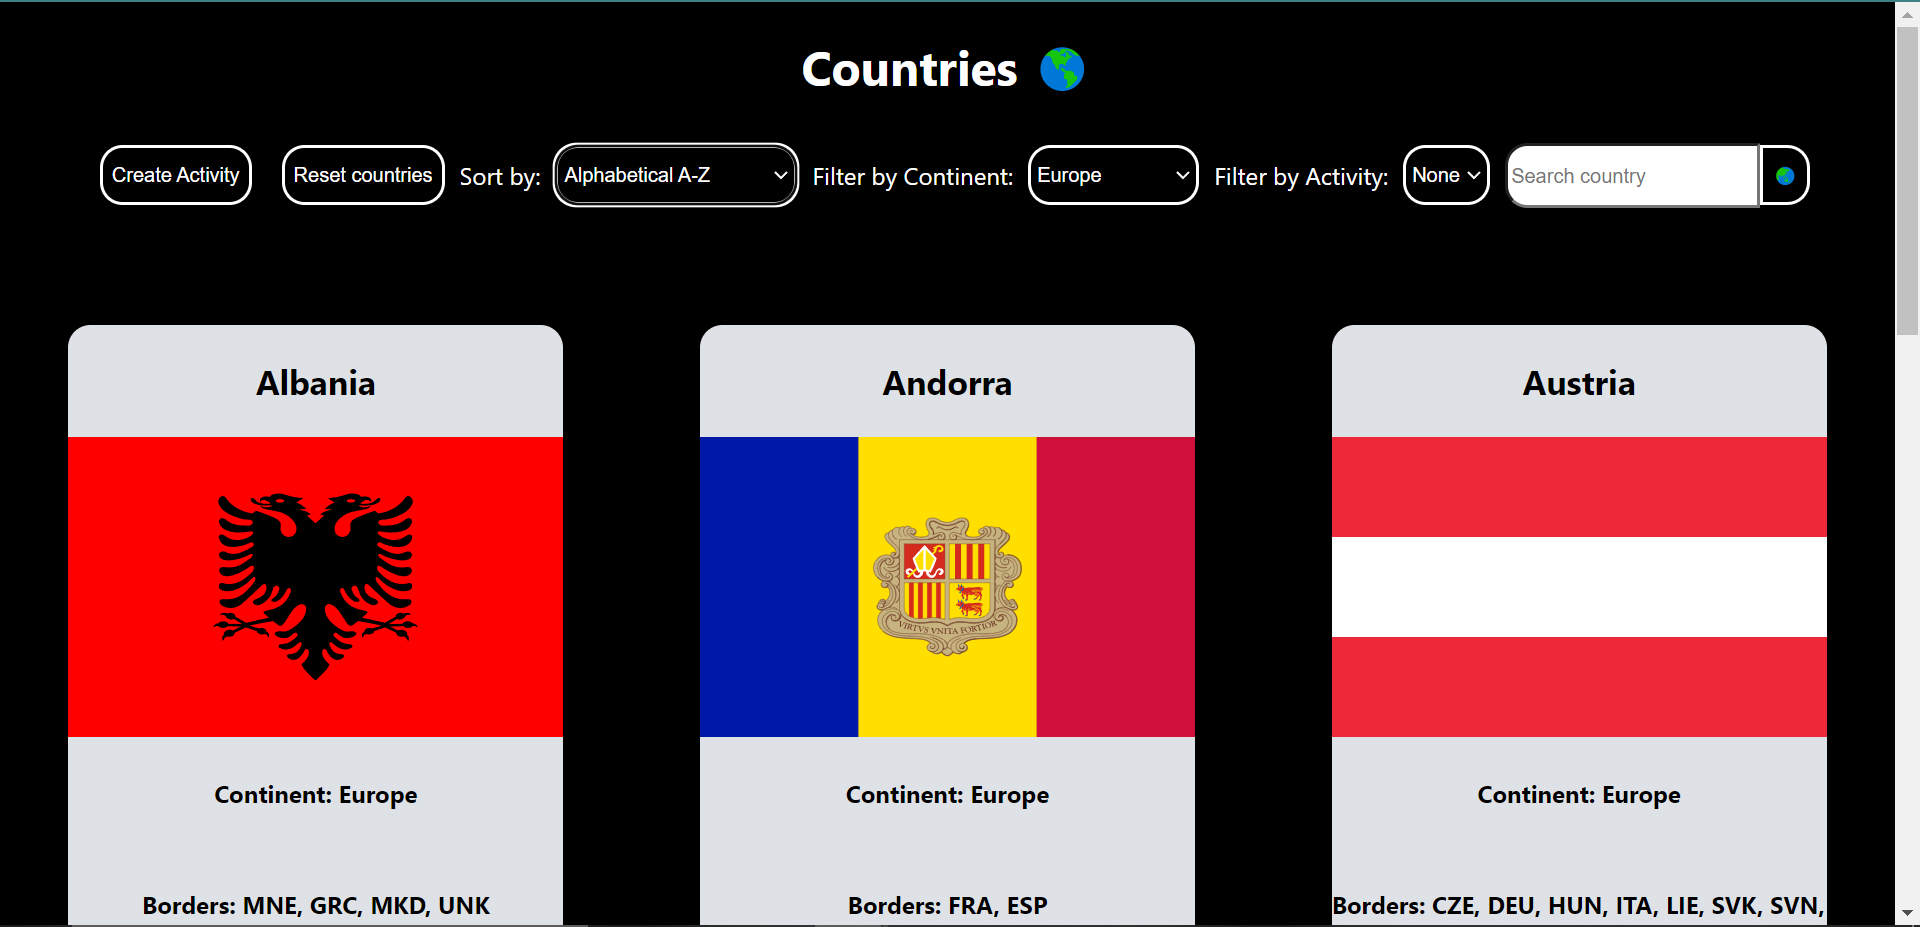 Countries
Create Activity Reset countries Sort by: Alphabetical A-Z Filter by Continent: Europe Filter by Activity: None Search country
Albania
Andorra
VIRTVS VNITA FORTIOR
Austria
Continent: Europe
Continent: Europe
Continent: Europe
Borders: MNE, GRC, MKD, UNK
Borders: FRA, ESP
Borders: CZE, DEU, HUN, ITA, LIE, SVK, SVN,